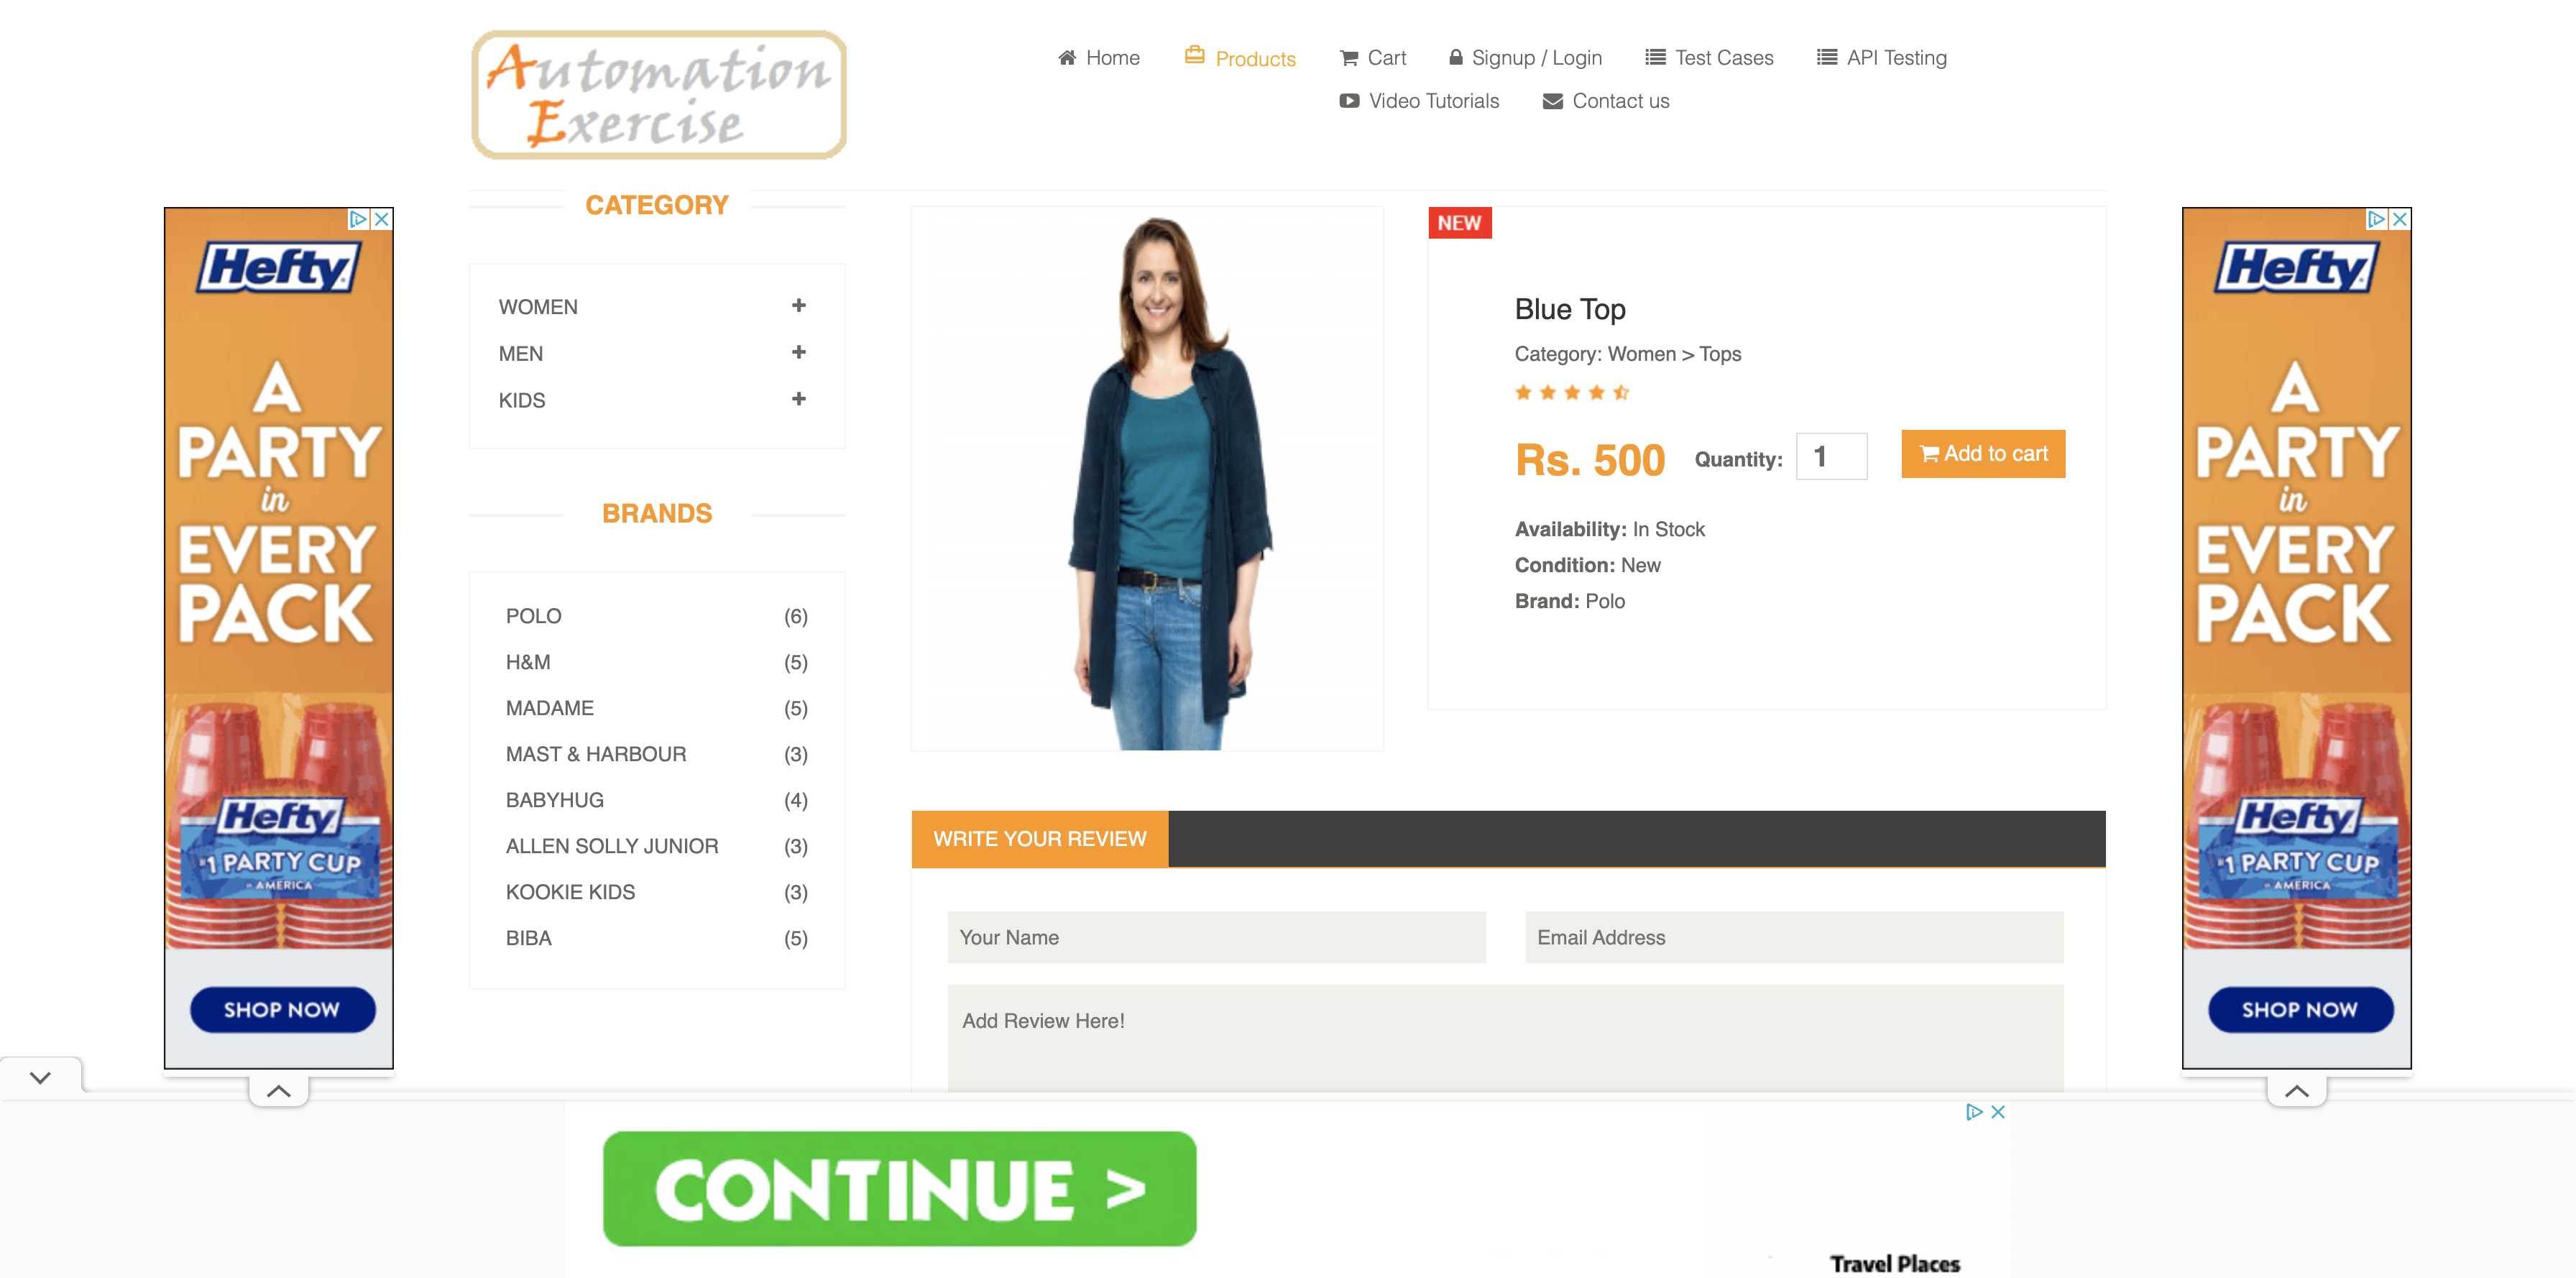 Automation
Exercise
Home
Products
Cart
Signup / Login
Test Cases
API Testing
Video Tutorials
Contact us
Hefty
A
PARTY
in
EVERY
PACK
Hefty
#1 PARTY CUP
IN AMERICA
SHOP NOW
CATEGORY
WOMEN
MEN
KIDS
BRANDS
POLO (6)
H&M (5)
MADAME (5)
MAST & HARBOUR (3)
BABYHUG (4)
ALLEN SOLLY JUNIOR (3)
KOOKIE KIDS (3)
BIBA (5)
NEW
Blue Top
Category: Women > Tops
Rs. 500 Quantity: 1 Add to cart
Availability: In Stock
Condition: New
Brand: Polo
WRITE YOUR REVIEW
Your Name
Email Address
Add Review Here!
Hefty
A
PARTY
in
EVERY
PACK
Hefty
#1 PARTY CUP
IN AMERICA
SHOP NOW
CONTINUE >
Travel Places